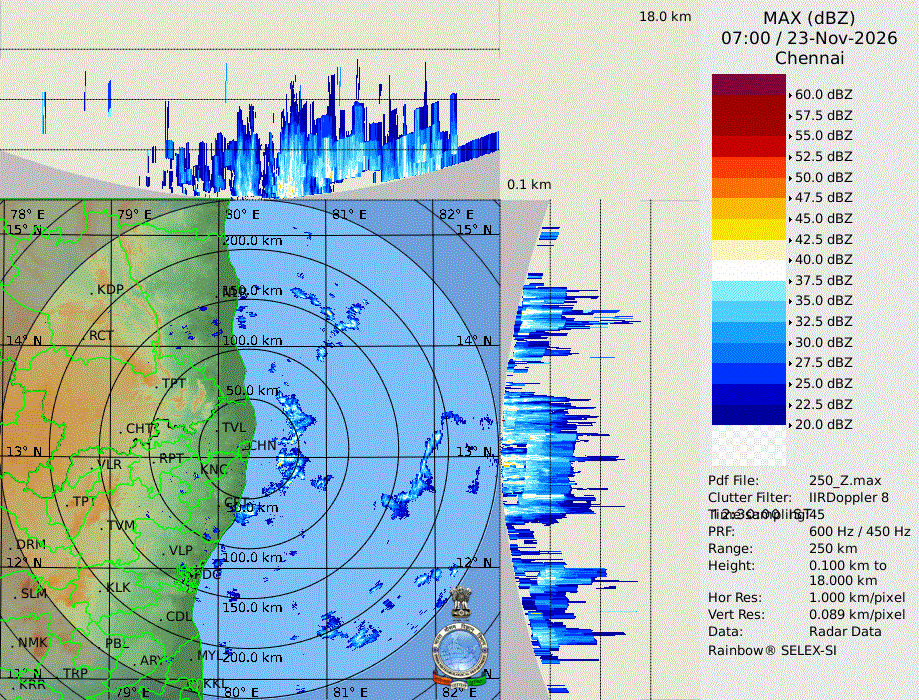 18.0 km
MAX (dBZ)
07:00 / 23-Nov-2026
Chennai
60.0 dBZ
57.5 dBZ
55.0 dBZ
52.5 dBZ
50.0 dBZ
47.5 dBZ
45.0 dBZ
42.5 dBZ
40.0 dBZ
37.5 dBZ
35.0 dBZ
32.5 dBZ
30.0 dBZ
27.5 dBZ
25.0 dBZ
22.5 dBZ
20.0 dBZ
0.1 km
78° E 79° E 80° E 81° E 82° E
15° N 15° N
200.0 km
KDP 150.0 km
RCT 14° N
100.0 km
TPT
50.0 km
CHT TVL
CHN
13° N 13° N
VLR RPT KNC
TPT
50.0 km
TVM
DRM VLP
100.0 km
12° N 12° N
PDC
SLM KLK
150.0 km
CDL
NMK PBL
ARY MYL 200.0 km
11° N TRP 11° N
KRR KKL
79° E 80° E 81° E 82° E
Pdf File: 250_Z.max
Clutter Filter: IIRDoppler 8
Time sampling:45
PRF: 600 Hz / 450 Hz
Range: 250 km
Height: 0.100 km to
18.000 km
Hor Res: 1.000 km/pixel
Vert Res: 0.089 km/pixel
Data: Radar Data
Rainbow® SELEX-SI